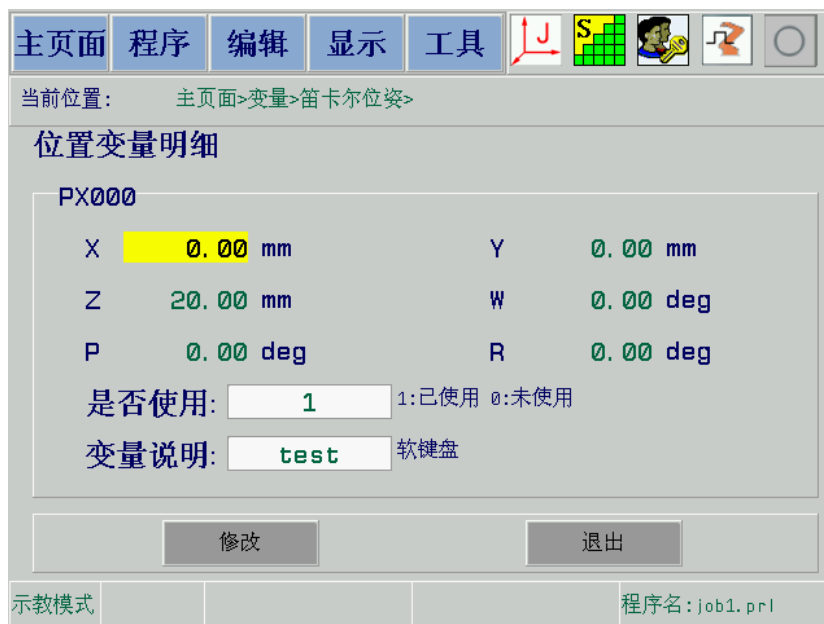 主页面 程序 编辑 显示 工具 J S
当前位置: 主页面>变量>笛卡尔位姿>
位置变量明细
PX000
X 0.00 mm Y 0.00 mm
Z 20.00 mm W 0.00 deg
P 0.00 deg R 0.00 deg
是否使用: 1 1:已使用 0:未使用
变量说明: test 软键盘
修改 退出
示教模式 程序名:job1.prl